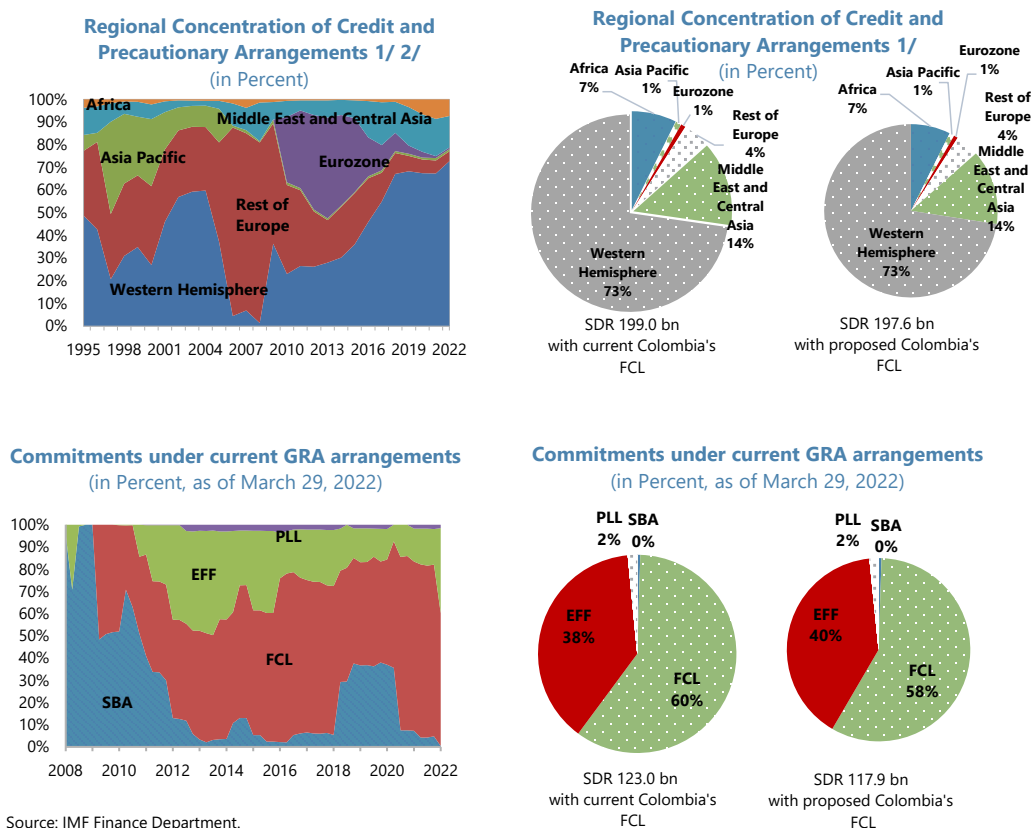 Regional Concentration of Credit and
Precautionary Arrangements 1/ 2/
(in Percent)
100%
90%
80%
70%
60%
50%
40%
30%
20%
10%
0%
Africa
Middle East and Central Asia
Asia Pacific
Eurozone
Rest of
Europe
Western Hemisphere
1995 1998 2001 2004 2007 2010 2013 2016 2019 2022
Regional Concentration of Credit and
Precautionary Arrangements 1/
(in Percent)
Africa
7%
Asia Pacific
1%
Eurozone
1%
Rest of
Europe
4%
Middle
East and
Central
Asia
14%
Western
Hemisphere
73%
SDR 199.0 bn
with current Colombia's
FCL
Africa
7%
Asia Pacific
1%
Eurozone
1%
Rest of
Europe
4%
Middle
East and
Central
Asia
14%
Western
Hemisphere
73%
SDR 197.6 bn
with proposed Colombia's
FCL
Commitments under current GRA arrangements
(in Percent, as of March 29, 2022)
100%
90%
80%
70%
60%
50%
40%
30%
20%
10%
0%
PLL
EFF
FCL
SBA
2008 2010 2012 2014 2016 2018 2020 2022
Commitments under current GRA arrangements
(in Percent, as of March 29, 2022)
PLL
2%
SBA
0%
EFF
38%
FCL
60%
SDR 123.0 bn
with current Colombia's
FCL
PLL
2%
SBA
0%
EFF
40%
FCL
58%
SDR 117.9 bn
with proposed Colombia's
FCL
Source: IMF Finance Department.